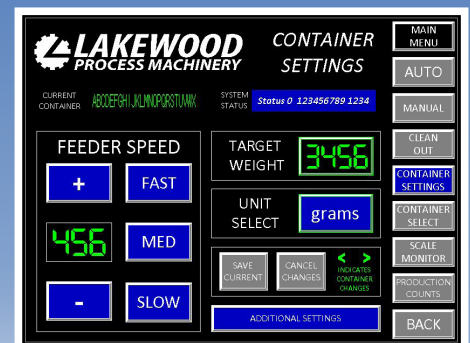 LAKEWOOD
PROCESS MACHINERY
CONTAINER
SETTINGS
CURRENT
CONTAINER
ABCDEFGHIJKLMNOPQRSTUVWX
SYSTEM
STATUS
Status 0 123456789 1234
FEEDER SPEED
+
FAST
456
MED
-
SLOW
TARGET
WEIGHT
3456
UNIT
SELECT
grams
SAVE
CURRENT
CANCEL
CHANGES
< >
INDICATES
CONTAINER
CHANGES
ADDITIONAL SETTINGS
MAIN
MENU
AUTO
MANUAL
CLEAN
OUT
CONTAINER
SETTINGS
CONTAINER
SELECT
SCALE
MONITOR
PRODUCTION
COUNTS
BACK